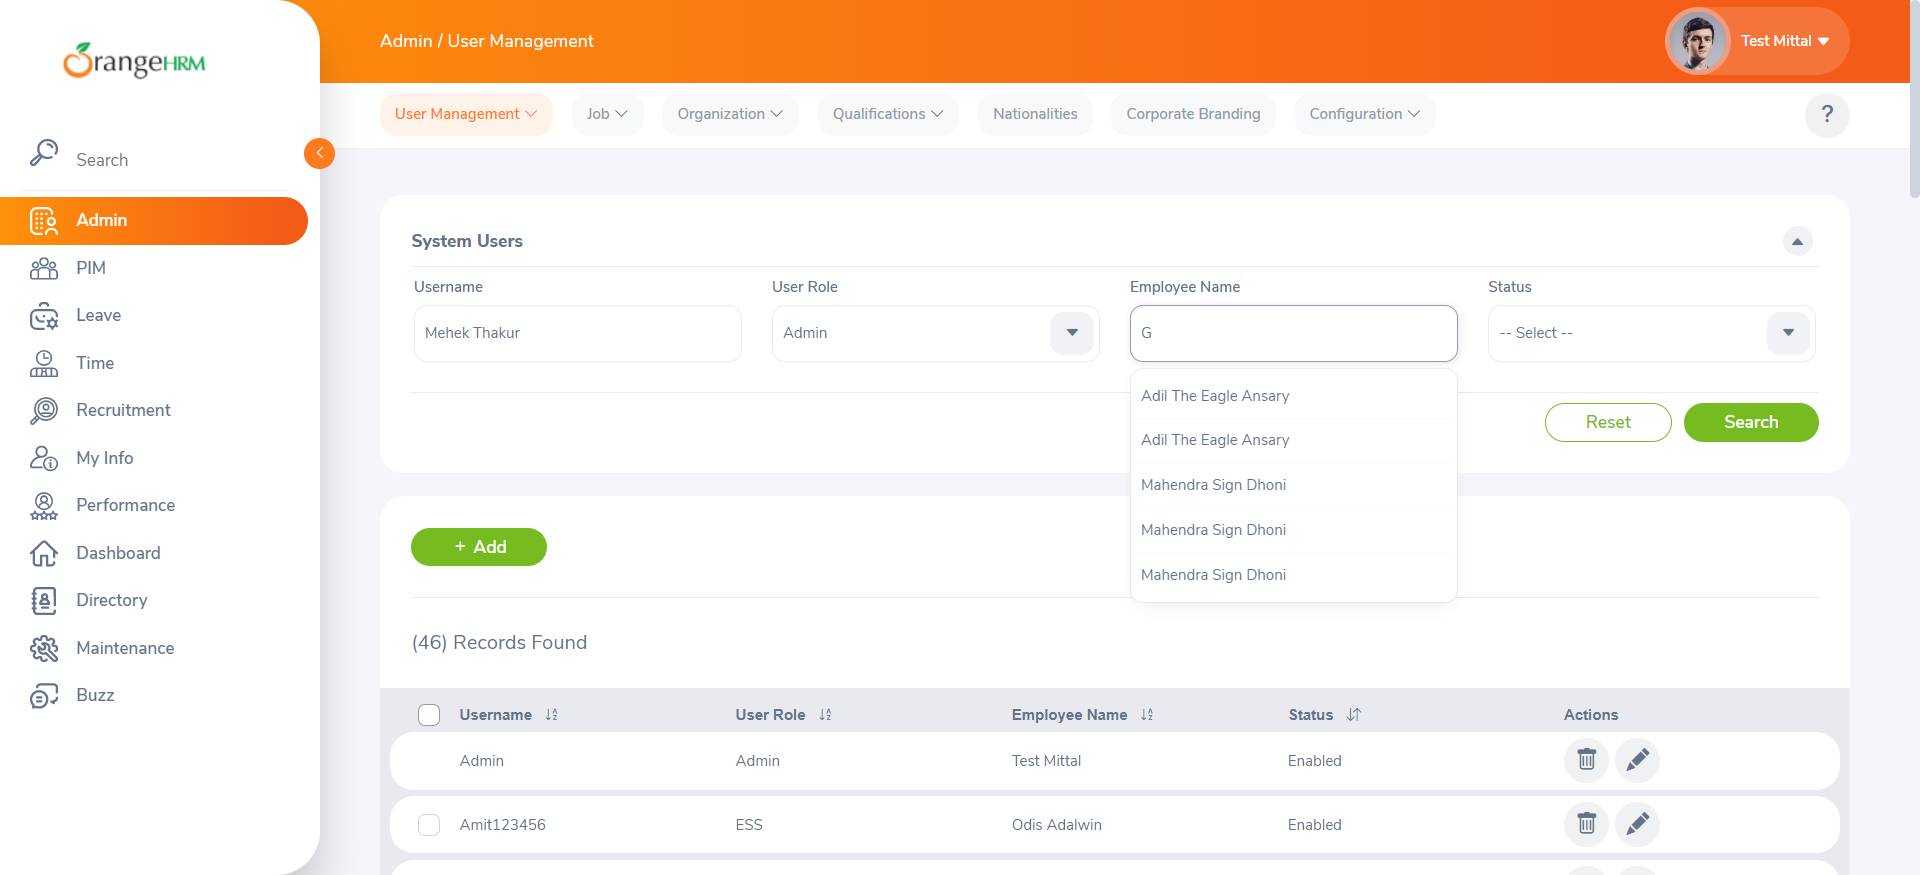 OrangeHRM
Admin / User Management
Test Mittal
User Management
Job
Organization
Qualifications
Nationalities
Corporate Branding
Configuration
?
Search
Admin
PIM
Leave
Time
Recruitment
My Info
Performance
Dashboard
Directory
Maintenance
Buzz
System Users
Username
User Role
Employee Name
Status
Mehek Thakur
Admin
G
-- Select --
Adil The Eagle Ansary
Adil The Eagle Ansary
Mahendra Sign Dhoni
Mahendra Sign Dhoni
Mahendra Sign Dhoni
Reset
Search
+ Add
(46) Records Found
Username
User Role
Employee Name
Status
Actions
Admin
Admin
Test Mittal
Enabled
Amit123456
ESS
Odis Adalwin
Enabled